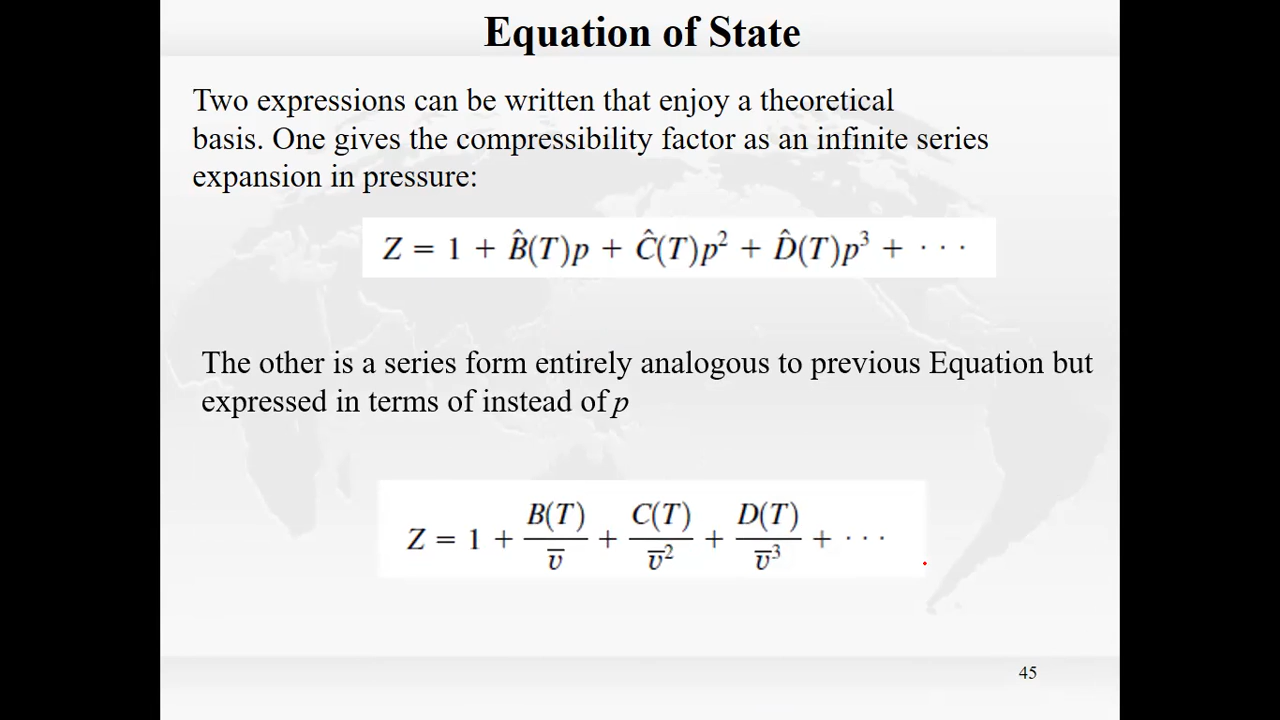 Equation of State
Two expressions can be written that enjoy a theoretical
basis. One gives the compressibility factor as an infinite series
expansion in pressure:
Z = 1 + B̂(T)p + Ĉ(T)p² + D̂(T)p³ + · · ·
The other is a series form entirely analogous to previous Equation but
expressed in terms of instead of p
Z = 1 + B(T)/v̅ + C(T)/v̅² + D(T)/v̅³ + · · ·
45